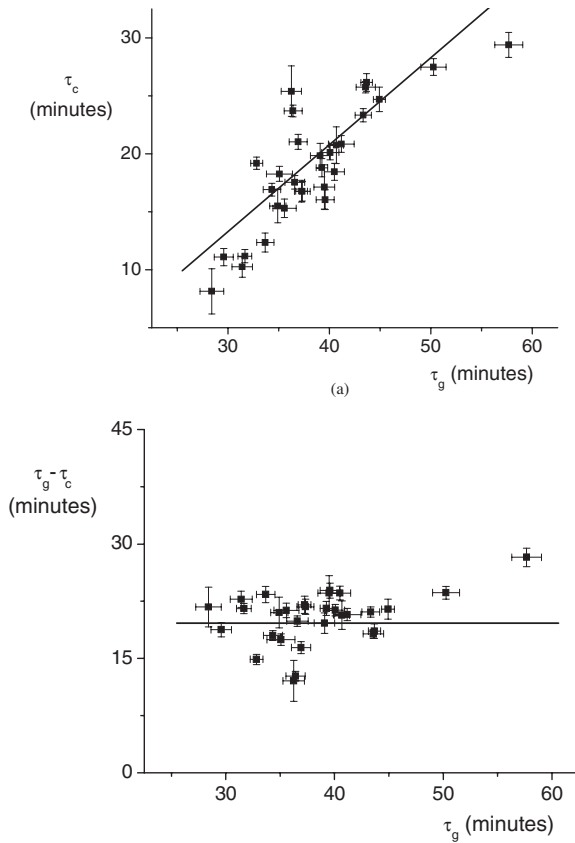 30
τc
(minutes)
20
10
30 40 50 60
τg (minutes)
(a)
45
τg - τc
(minutes)
30
15
0
30 40 50 60
τg (minutes)